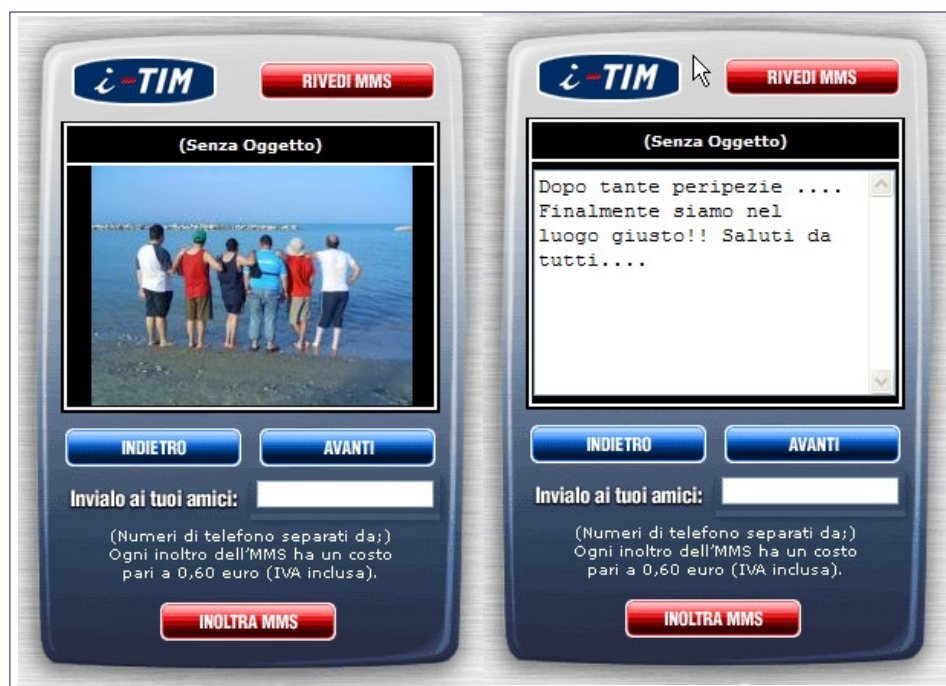 i-TIM
RIVEDI MMS
(Senza Oggetto)
INDIETRO
AVANTI
Invialo ai tuoi amici:
(Numeri di telefono separati da;)
Ogni inoltro dell'MMS ha un costo
pari a 0,60 euro (IVA inclusa).
INOLTRA MMS
i-TIM
RIVEDI MMS
(Senza Oggetto)
Dopo tante peripezie ....
Finalmente siamo nel
luogo giusto!! Saluti da
tutti....
INDIETRO
AVANTI
Invialo ai tuoi amici:
(Numeri di telefono separati da;)
Ogni inoltro dell'MMS ha un costo
pari a 0,60 euro (IVA inclusa).
INOLTRA MMS